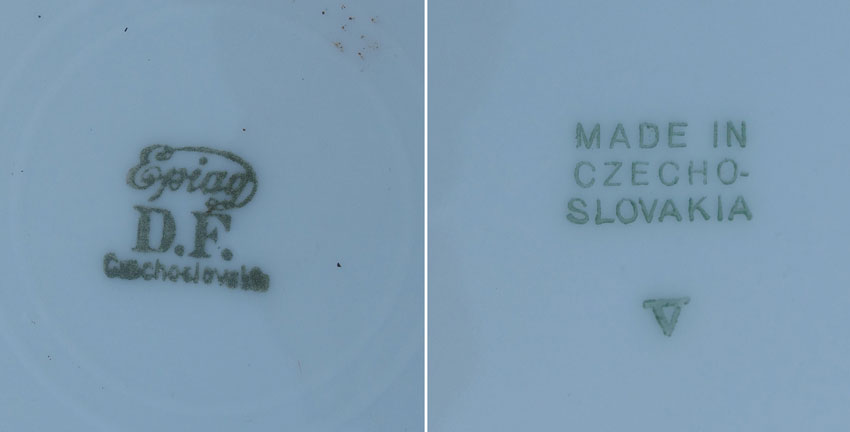 Epiag
D.F.
Czechoslovakia
MADE IN
CZECHO-
SLOVAKIA